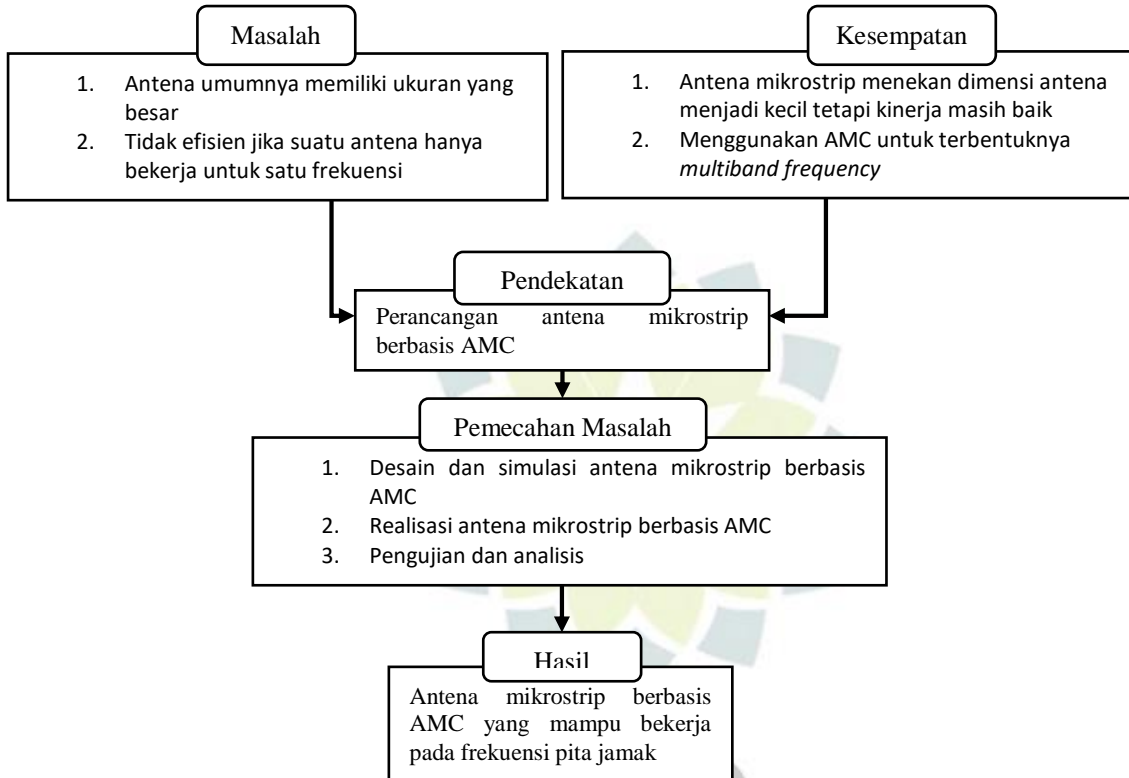 Masalah
1. Antena umumnya memiliki ukuran yang
besar
2. Tidak efisien jika suatu antena hanya
bekerja untuk satu frekuensi
Kesempatan
1. Antena mikrostrip menekan dimensi antena
menjadi kecil tetapi kinerja masih baik
2. Menggunakan AMC untuk terbentuknya
multiband frequency
Pendekatan
Perancangan antena mikrostrip
berbasis AMC
Pemecahan Masalah
1. Desain dan simulasi antena mikrostrip berbasis
AMC
2. Realisasi antena mikrostrip berbasis AMC
3. Pengujian dan analisis
Hasil
Antena mikrostrip berbasis
AMC yang mampu bekerja
pada frekuensi pita jamak